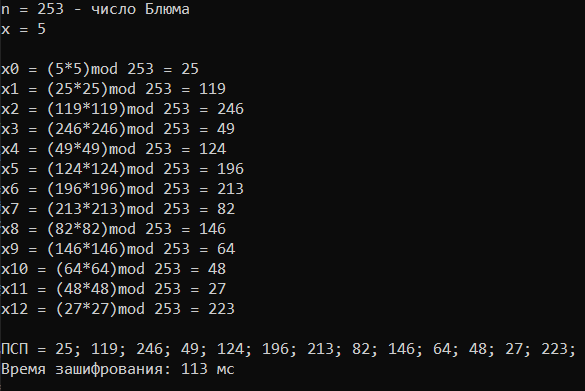 n = 253 - число Блюма
x = 5
x0 = (5*5)mod 253 = 25
x1 = (25*25)mod 253 = 119
x2 = (119*119)mod 253 = 246
x3 = (246*246)mod 253 = 49
x4 = (49*49)mod 253 = 124
x5 = (124*124)mod 253 = 196
x6 = (196*196)mod 253 = 213
x7 = (213*213)mod 253 = 82
x8 = (82*82)mod 253 = 146
x9 = (146*146)mod 253 = 64
x10 = (64*64)mod 253 = 48
x11 = (48*48)mod 253 = 27
x12 = (27*27)mod 253 = 223
ПСП = 25; 119; 246; 49; 124; 196; 213; 82; 146; 64; 48; 27; 223;
Время зашифрования: 113 мс